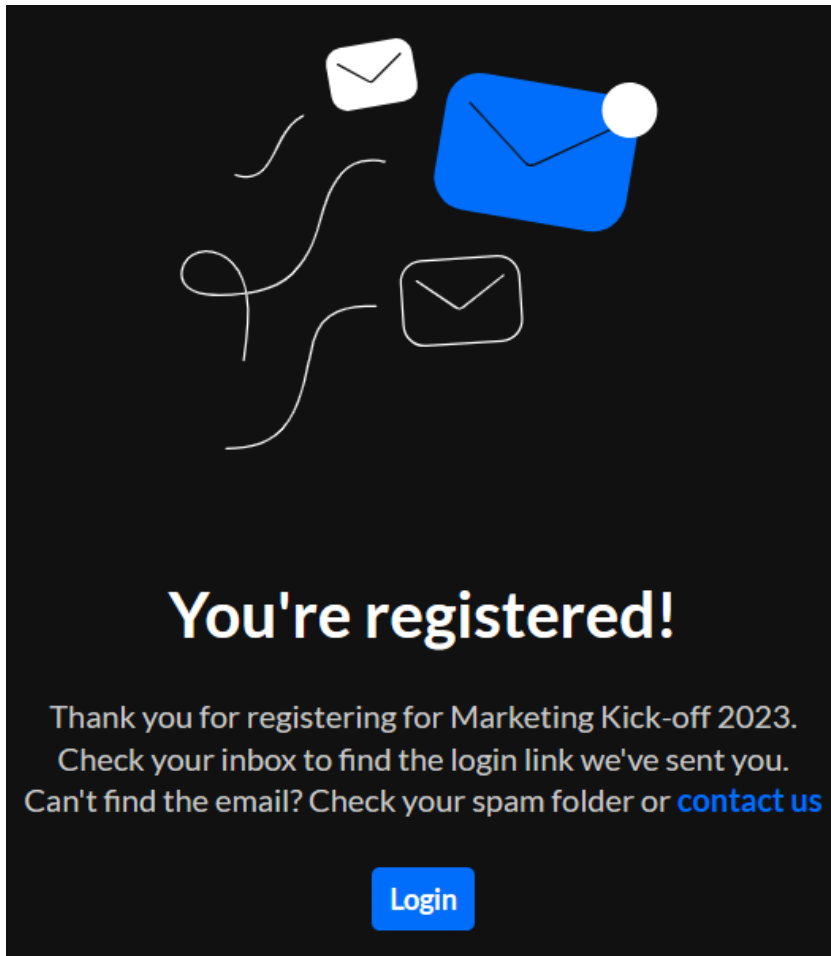 You're registered!
Thank you for registering for Marketing Kick-off 2023.
Check your inbox to find the login link we've sent you.
Can't find the email? Check your spam folder or contact us
Login